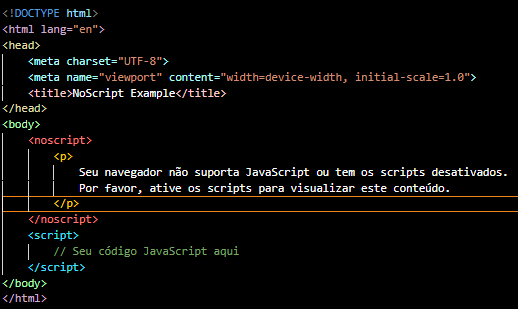 <!DOCTYPE html>
<html lang="en">
<head>
    <meta charset="UTF-8">
    <meta name="viewport" content="width=device-width, initial-scale=1.0">
    <title>NoScript Example</title>
</head>
<body>
    <noscript>
        <p>
            Seu navegador não suporta JavaScript ou tem os scripts desativados.
            Por favor, ative os scripts para visualizar este conteúdo.
        </p>
    </noscript>
    <script>
        // Seu código JavaScript aqui
    </script>
</body>
</html>